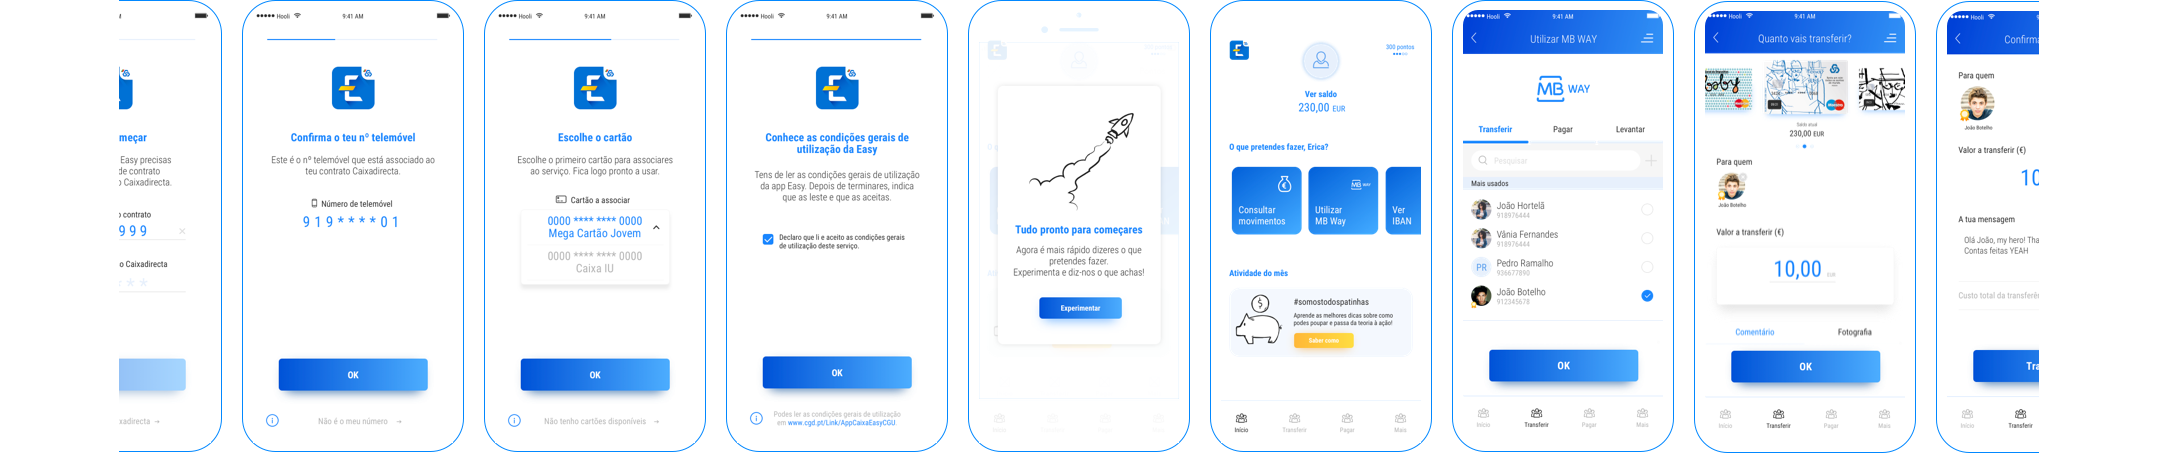 meçar
Easy precisas
de contrato
o Caixadirecta.
o contrato
999
o Caixadirecta
* *
xadirecta →
Hooli
9:41 AM
Confirma o teu nº telemóvel
Este é o nº telemóvel que está associado ao
teu contrato Caixadirecta.
Número de telemóvel
9 1 9 * * * * 0 1
OK
Não é o meu número →
Hooli
9:41 AM
Escolhe o cartão
Escolhe o primeiro cartão para associares
ao serviço. Fica logo pronto a usar.
Cartão a associar
0000 **** **** 0000
Mega Cartão Jovem
0000 **** **** 0000
Caixa IU
OK
Não tenho cartões disponíveis →
Hooli
9:41 AM
Conhece as condições gerais de
utilização da Easy
Tens de ler as condições gerais de utilização
da app Easy. Depois de terminares, indica
que as leste e que as aceitas.
Declaro que li e aceito as condições gerais
de utilização deste serviço.
OK
Podes ler as condições gerais de utilização
em www.cgd.pt/Link/AppCaixaEasyCGU.
Tudo pronto para começares
Agora é mais rápido dizeres o que
pretendes fazer.
Experimenta e diz-nos o que achas!
Experimentar
300 pontos
Ver saldo
230,00 EUR
O que pretendes fazer, Erica?
Consultar
movimentos
Utilizar
MB Way
Ver
IBAN
Atividade do mês
#somostodospatinhas
Aprende as melhores dicas sobre como
podes poupar e passa da teoria à ação!
Saber como
Início
Transferir
Pagar
Mais
Hooli
9:41 AM
Utilizar MB WAY
MB WAY
Transferir
Pagar
Levantar
Pesquisar
Mais usados
João Hortelã
918976444
Vânia Fernandes
918976444
PR
Pedro Ramalho
936677890
João Botelho
912345678
OK
Início
Transferir
Pagar
Mais
Hooli
9:41 AM
Quanto vais transferir?
Saldo atual
230,00 EUR
Para quem
João Botelho
Valor a transferir (€)
10,00 EUR
Comentário
Fotografia
OK
Início
Transferir
Pagar
Mais
Hooli
9:4
Confirma
Para quem
João Botelho
Valor a transferir (€)
10
A tua mensagem
Olá João, my hero! Tha
Contas feitas YEAH
Custo total da transferê
Tra
Início
Transferir